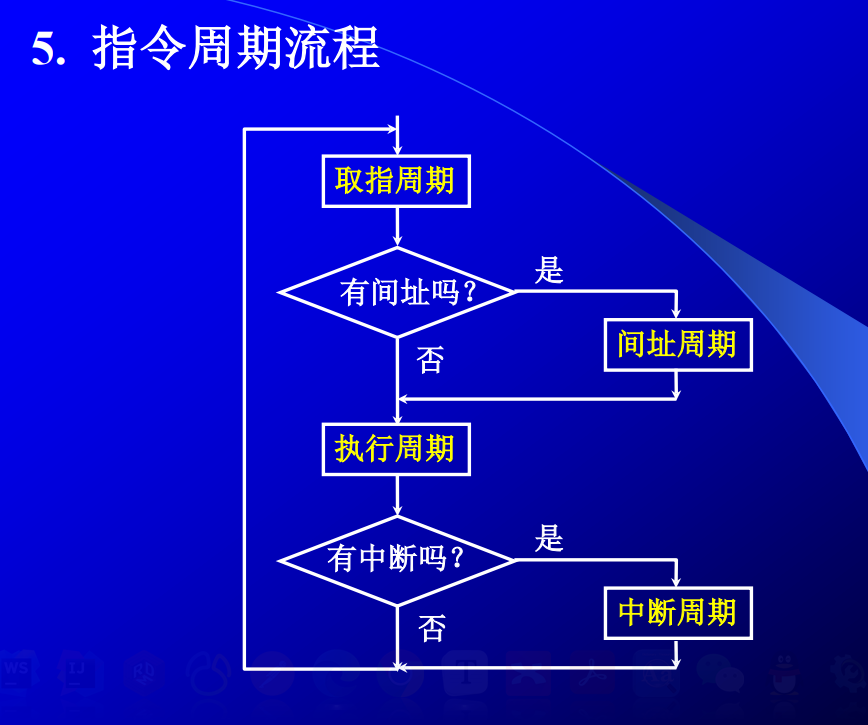 5. 指令周期流程
取指周期
有间址吗?
是
间址周期
否
执行周期
有中断吗?
是
中断周期
否